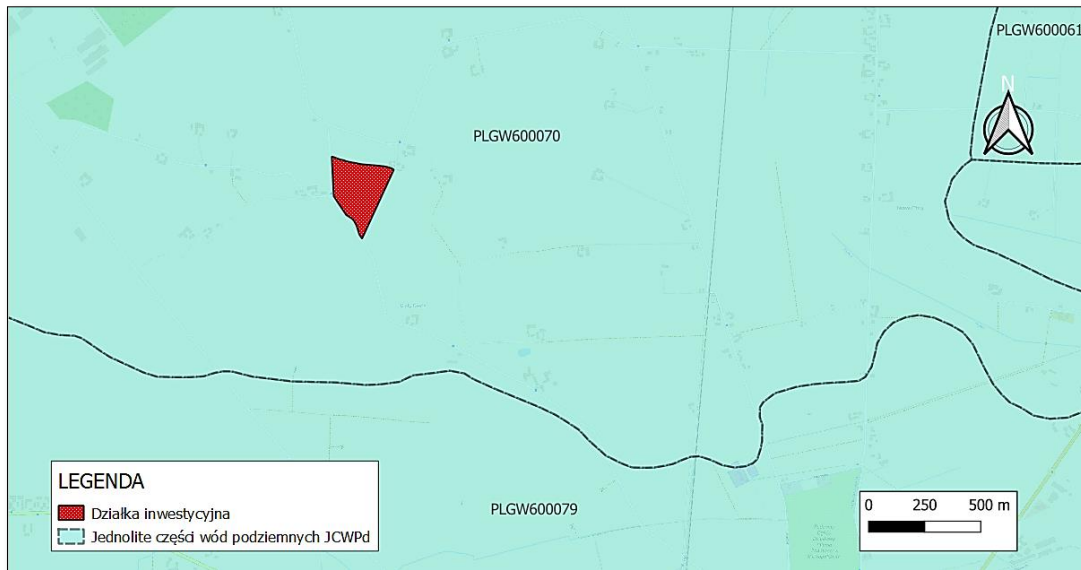 PLGW600061
N
PLGW600070
LEGENDA
Działka inwestycyjna
Jednolite części wód podziemnych JCWPd
PLGW600079
0 250 500 m